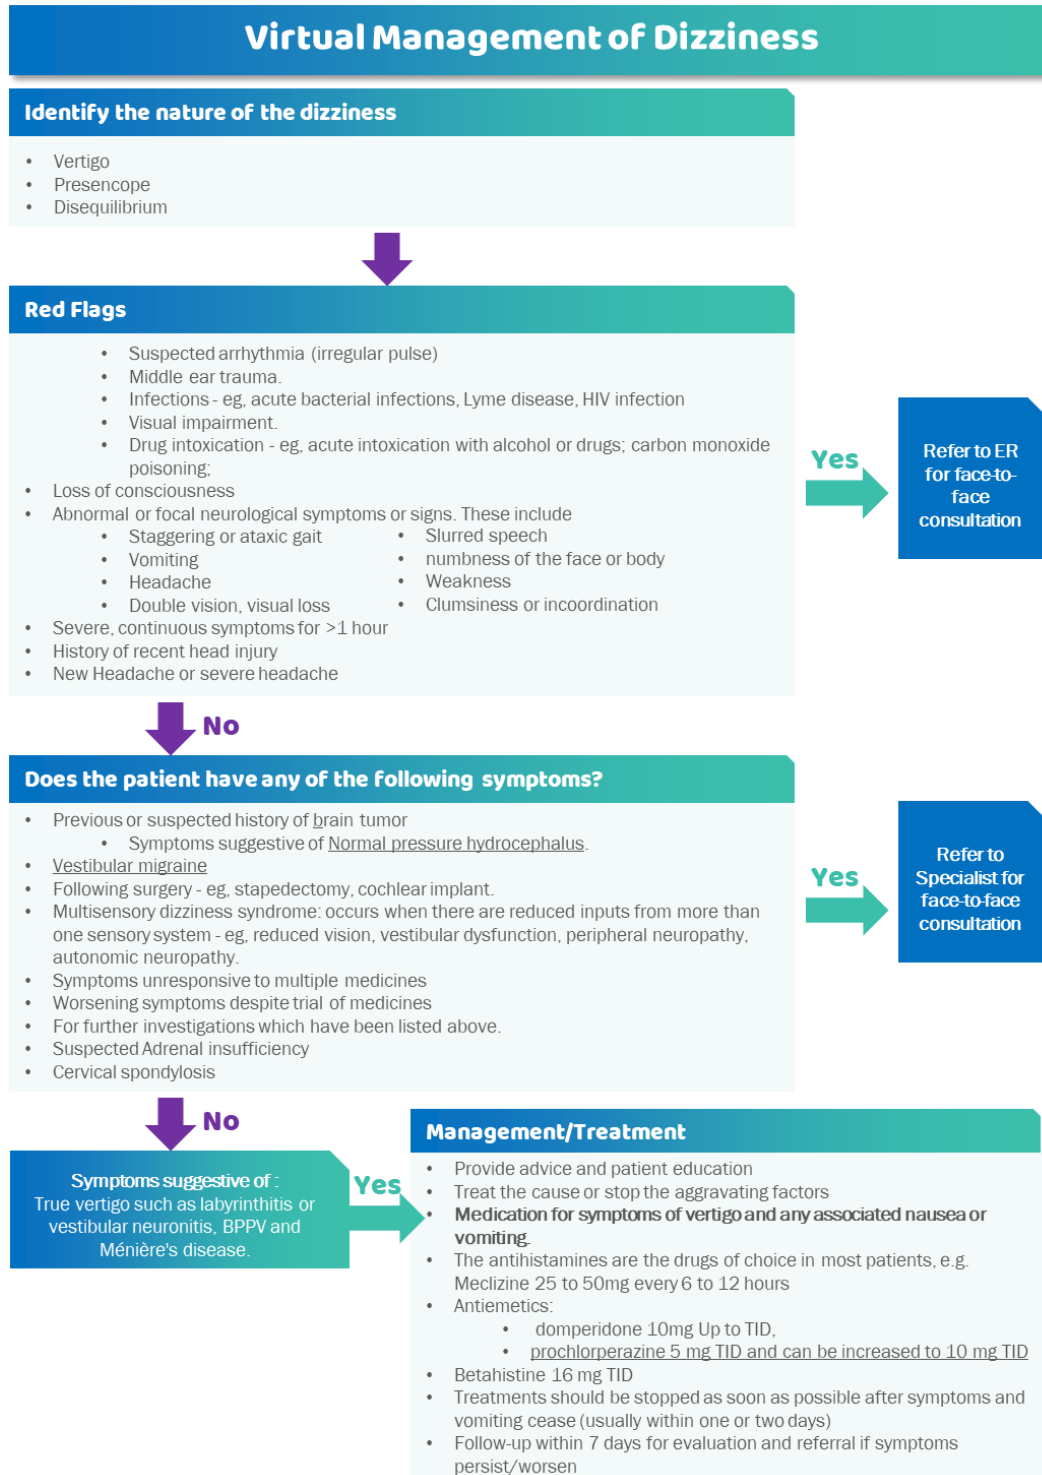 Virtual Management of Dizziness
Identify the nature of the dizziness
• Vertigo
• Presencope
• Disequilibrium
Red Flags
• Suspected arrhythmia (irregular pulse)
• Middle ear trauma.
• Infections - eg, acute bacterial infections, Lyme disease, HIV infection
• Visual impairment.
• Drug intoxication - eg, acute intoxication with alcohol or drugs; carbon monoxide
poisoning;
• Loss of consciousness
• Abnormal or focal neurological symptoms or signs. These include
• Staggering or ataxic gait
• Vomiting
• Headache
• Double vision, visual loss
• Slurred speech
• numbness of the face or body
• Weakness
• Clumsiness or incoordination
• Severe, continuous symptoms for >1 hour
• History of recent head injury
• New Headache or severe headache
Yes
Refer to ER
for face-to-
face
consultation
No
Does the patient have any of the following symptoms?
• Previous or suspected history of brain tumor
• Symptoms suggestive of Normal pressure hydrocephalus.
• Vestibular migraine
• Following surgery - eg, stapedectomy, cochlear implant.
• Multisensory dizziness syndrome: occurs when there are reduced inputs from more than
one sensory system - eg, reduced vision, vestibular dysfunction, peripheral neuropathy,
autonomic neuropathy.
• Symptoms unresponsive to multiple medicines
• Worsening symptoms despite trial of medicines
• For further investigations which have been listed above.
• Suspected Adrenal insufficiency
• Cervical spondylosis
Yes
Refer to
Specialist for
face-to-face
consultation
No
Symptoms suggestive of :
True vertigo such as labyrinthitis or
vestibular neuronitis, BPPV and
Ménière's disease.
Yes
Management/Treatment
• Provide advice and patient education
• Treat the cause or stop the aggravating factors
• Medication for symptoms of vertigo and any associated nausea or
vomiting.
• The antihistamines are the drugs of choice in most patients, e.g.
Meclizine 25 to 50mg every 6 to 12 hours
• Antiemetics:
• domperidone 10mg Up to TID,
• prochlorperazine 5 mg TID and can be increased to 10 mg TID
• Betahistine 16 mg TID
• Treatments should be stopped as soon as possible after symptoms and
vomiting cease (usually within one or two days)
• Follow-up within 7 days for evaluation and referral if symptoms
persist/worsen